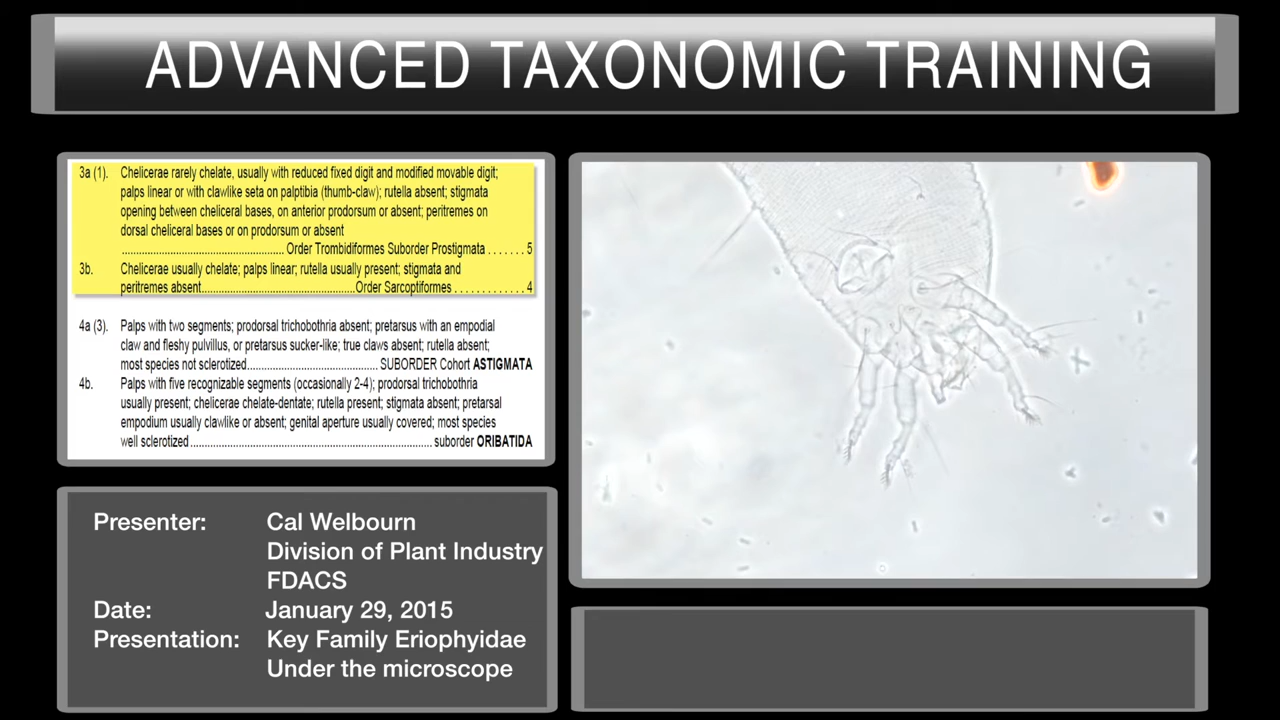 ADVANCED TAXONOMIC TRAINING
3a (1). Chelicerae rarely chelate, usually with reduced fixed digit and modified movable digit;
palps linear or with clawlike seta on palptibia (thumb-claw); rutella absent; stigmata
opening between cheliceral bases, on anterior prodorsum or absent; peritremes on
dorsal cheliceral bases or on prodorsum or absent
.................................................. Order Trombidiformes Suborder Prostigmata . . . . . . . 5
3b. Chelicerae usually chelate; palps linear; rutella usually present; stigmata and
peritremes absent...............................................Order Sarcoptiformes . . . . . . . . . . . . 4
4a (3). Palps with two segments; prodorsal trichobothria absent; pretarsus with an empodial
claw and fleshy pulvillus, or pretarsus sucker-like; true claws absent; rutella absent;
most species not sclerotized........................................ SUBORDER Cohort ASTIGMATA
4b. Palps with five recognizable segments (occasionally 2-4); prodorsal trichobothria
usually present; chelicerae chelate-dentate; rutella present; stigmata absent; pretarsal
empodium usually clawlike or absent; genital aperture usually covered; most species
well sclerotized......................................................................... suborder ORIBATIDA
Presenter: Cal Welbourn
Division of Plant Industry
FDACS
Date: January 29, 2015
Presentation: Key Family Eriophyidae
Under the microscope